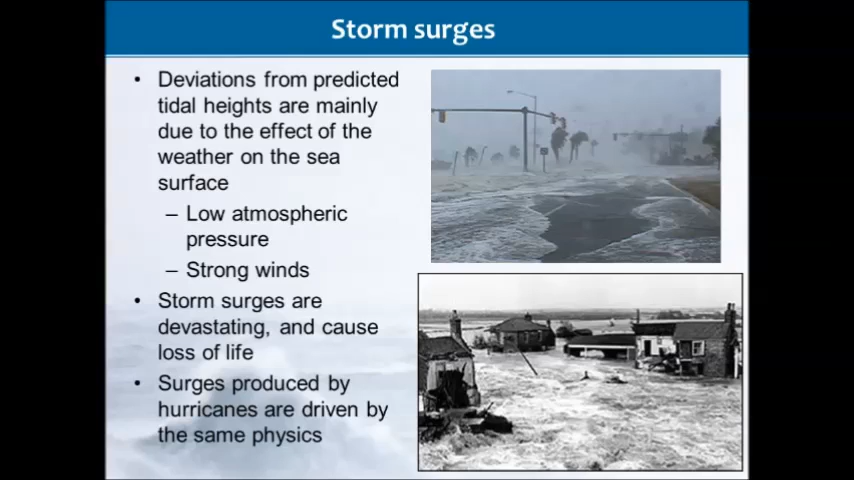 Storm surges
• Deviations from predicted
tidal heights are mainly
due to the effect of the
weather on the sea
surface
– Low atmospheric
pressure
– Strong winds
• Storm surges are
devastating, and cause
loss of life
• Surges produced by
hurricanes are driven by
the same physics